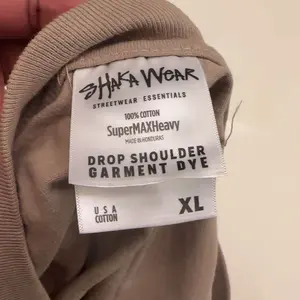 SHAKA WEAR
STREETWEAR ESSENTIALS
100% COTTON
SuperMAXHeavy
MADE IN HONDURAS
DROP SHOULDER
GARMENT DYE
USA
COTTON
XL